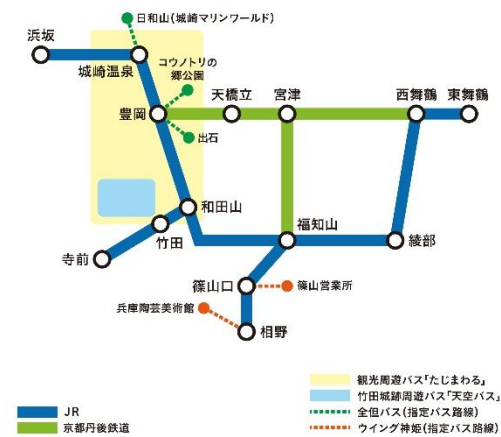 日和山(城崎マリンワールド)
浜坂
城崎温泉
コウノトリの
郷公園
天橋立
宮津
西舞鶴
東舞鶴
豊岡
出石
和田山
竹田
寺前
福知山
綾部
篠山口
篠山営業所
兵庫陶芸美術館
相野
観光周遊バス「たじまわる」
竹田城跡周遊バス「天空バス」
JR
全但バス(指定バス路線)
京都丹後鉄道
ウイング神姫(指定バス路線)